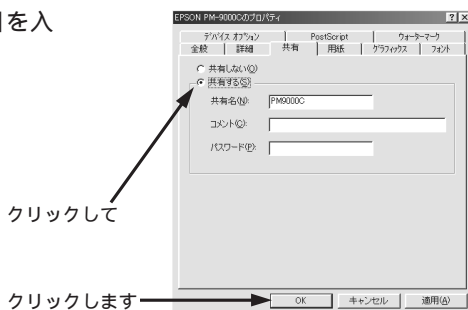 目を入
EPSON PM-9000Cのプロパティ
デバイス オプション PostScript ウォーターマーク
全般 詳細 共有 用紙 グラフィックス フォント
共有しない(O)
共有する(S)
共有名(N): PM9000C
コメント(C):
パスワード(P):
クリックして
クリックします
OK キャンセル 適用(A)